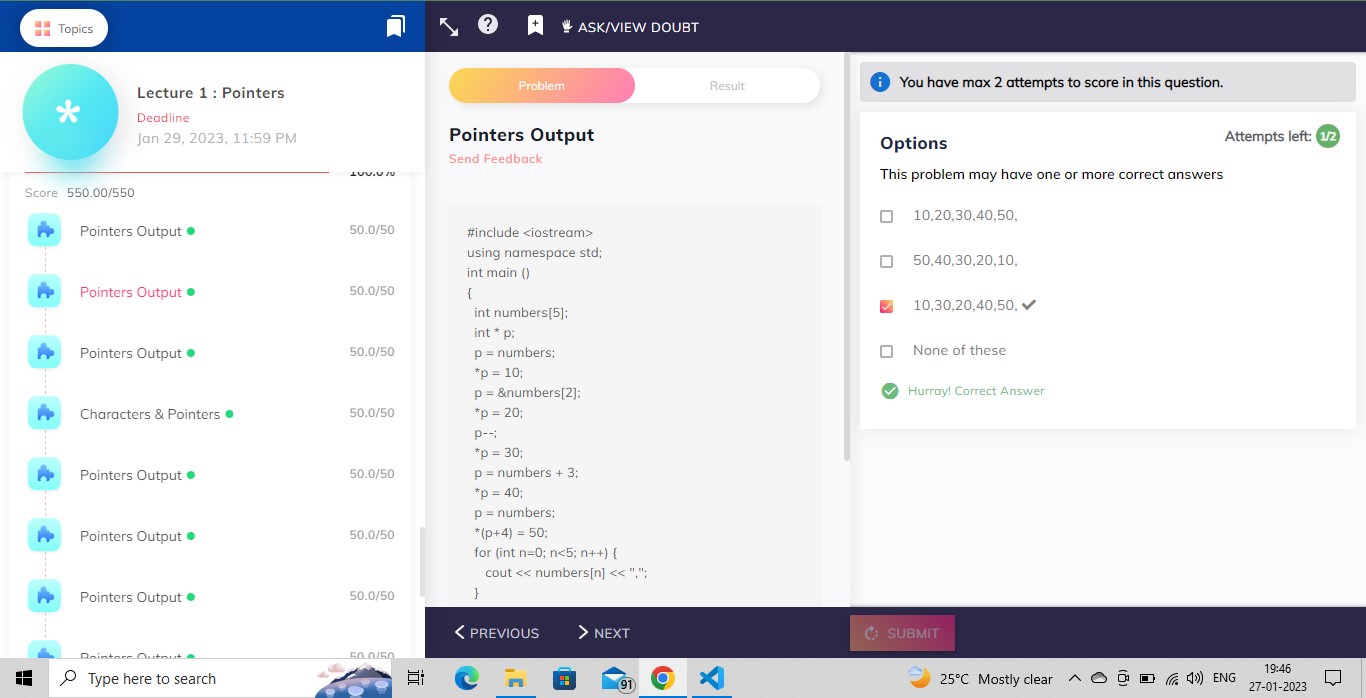 Topics
ASK/VIEW DOUBT
Lecture 1 : Pointers
Deadline
Jan 29, 2023, 11:59 PM
100.0%
Score 550.00/550
Pointers Output 50.0/50
Pointers Output 50.0/50
Pointers Output 50.0/50
Characters & Pointers 50.0/50
Pointers Output 50.0/50
Pointers Output 50.0/50
Pointers Output 50.0/50
Pointers Output 50.0/50
Problem
Result
Pointers Output
Send Feedback
#include <iostream>
using namespace std;
int main ()
{
int numbers[5];
int * p;
p = numbers;
*p = 10;
p = &numbers[2];
*p = 20;
p--;
*p = 30;
p = numbers + 3;
*p = 40;
p = numbers;
*(p+4) = 50;
for (int n=0; n<5; n++) {
cout << numbers[n] << ",";
}
PREVIOUS
NEXT
You have max 2 attempts to score in this question.
Options
Attempts left: 1/2
This problem may have one or more correct answers
10,20,30,40,50,
50,40,30,20,10,
10,30,20,40,50,
None of these
Hurray! Correct Answer
SUBMIT
Type here to search
91
25°C Mostly clear
ENG
19:46
27-01-2023